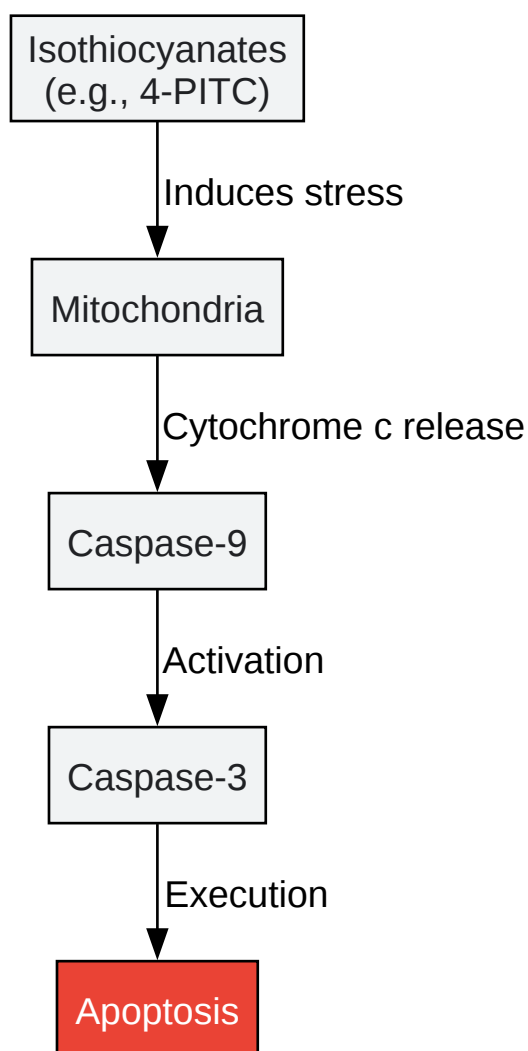 Isothiocyanates
(e.g., 4-PITC)
Induces stress
Mitochondria
Cytochrome c release
Caspase-9
Activation
Caspase-3
Execution
Apoptosis